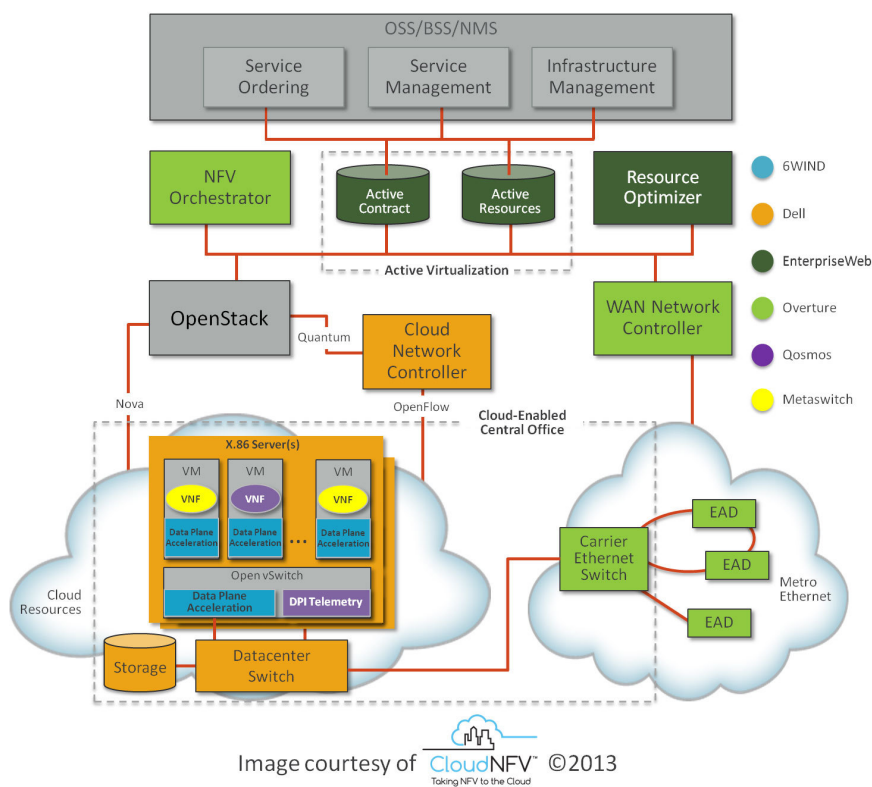 OSS/BSS/NMS
Service
Ordering
Service
Management
Infrastructure
Management
NFV
Orchestrator
Active
Contract
Active
Resources
Resource
Optimizer
Active Virtualization
6WIND
Dell
EnterpriseWeb
Overture
Qosmos
Metaswitch
OpenStack
Quantum
Cloud
Network
Controller
WAN Network
Controller
Nova
OpenFlow
Cloud-Enabled
Central Office
X.86 Server(s)
VM
VNF
Data Plane
Acceleration
VM
VNF
Data Plane
Acceleration
...
VM
VNF
Data Plane
Acceleration
Open vSwitch
Data Plane
Acceleration
DPI Telemetry
Cloud
Resources
Storage
Datacenter
Switch
Carrier
Ethernet
Switch
EAD
EAD
EAD
Metro
Ethernet
Image courtesy of CloudNFV™ ©2013
Taking NFV to the Cloud